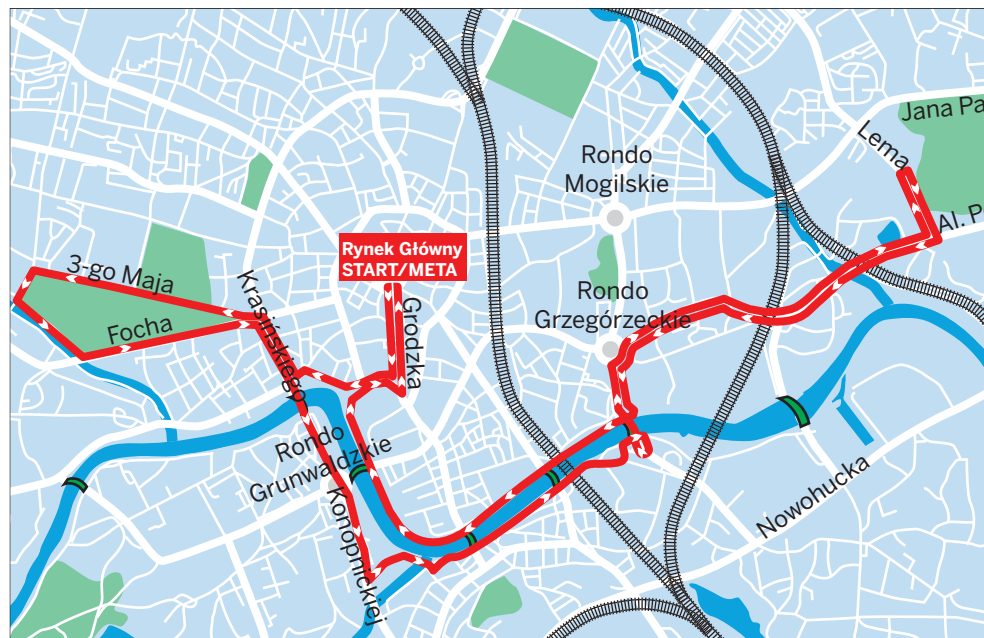 Jana Pa
Lema
Rondo
Mogilskie
Al. P
Rynek Główny
START/META
3-go Maja
Krasińskiego
Rondo
Grzegórzeckie
Focha
Grodzka
Rondo
Grunwaldzkie
Nowohucka
Konopnickiej